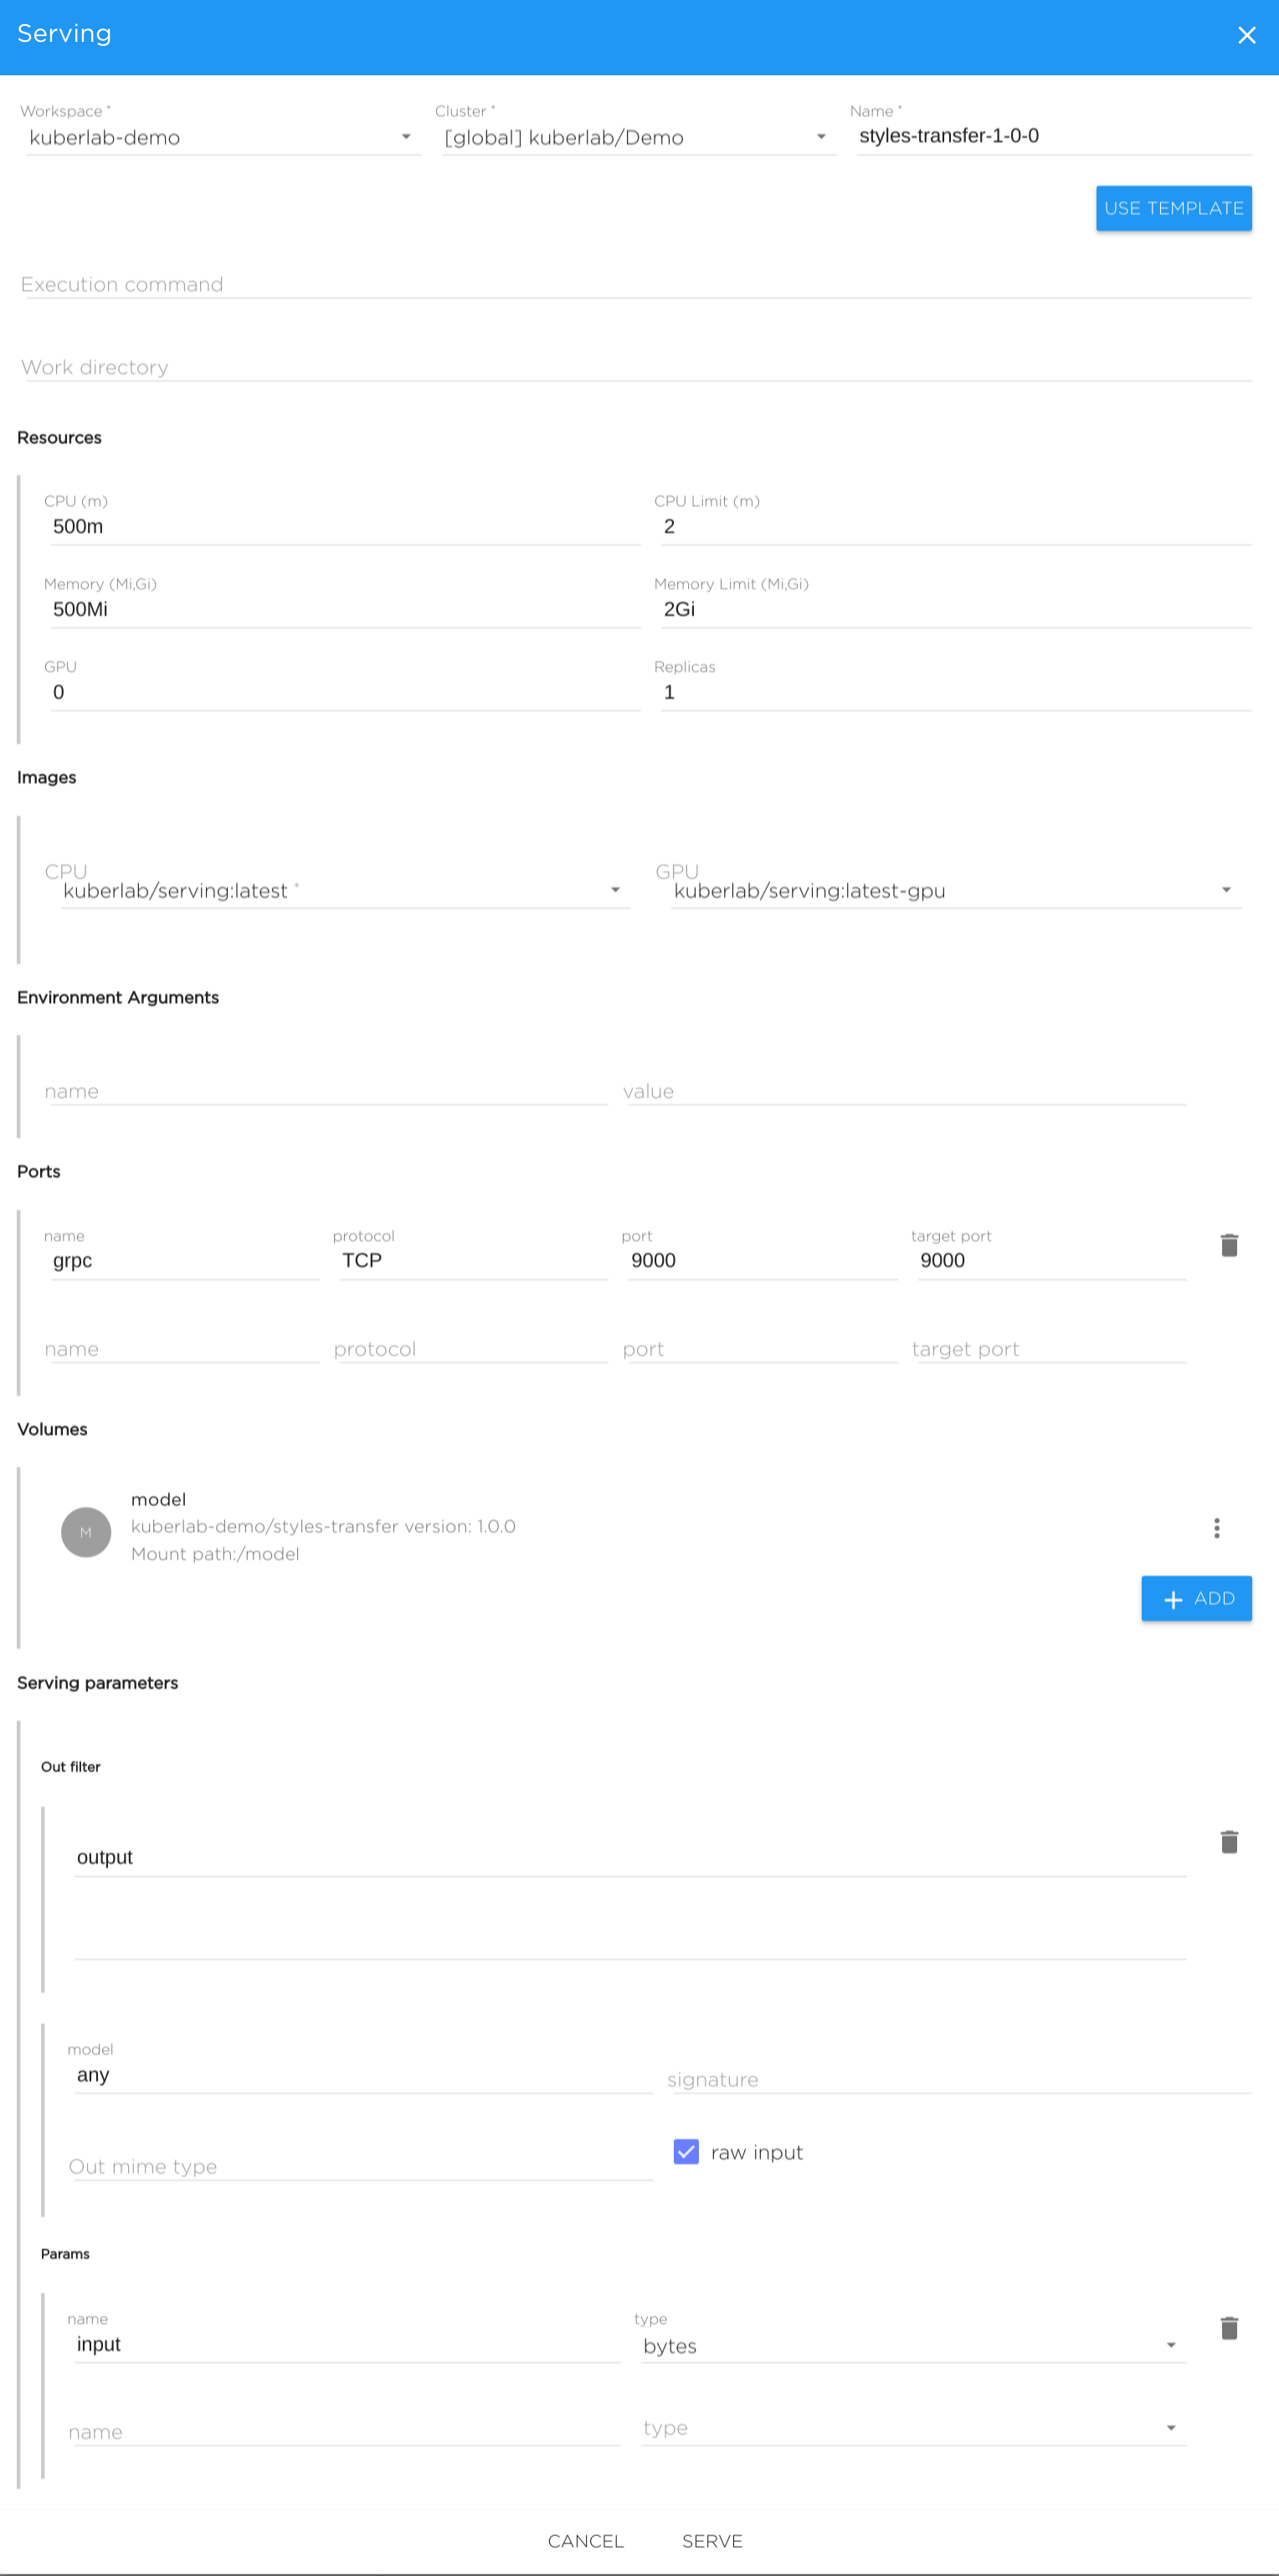 Serving
Workspace * Cluster * Name *
kuberlab-demo [global] kuberlab/Demo styles-transfer-1-0-0
USE TEMPLATE
Execution command
Work directory
Resources
CPU (m) CPU Limit (m)
500m 2
Memory (Mi,Gi) Memory Limit (Mi,Gi)
500Mi 2Gi
GPU Replicas
0 1
Images
CPU GPU
kuberlab/serving:latest * kuberlab/serving:latest-gpu
Environment Arguments
name value
Ports
name protocol port target port
grpc TCP 9000 9000
name protocol port target port
Volumes
model
M kuberlab-demo/styles-transfer version: 1.0.0
Mount path:/model
ADD
Serving parameters
Out filter
output
model
any signature
Out mime type raw input
Params
name type
input bytes
name type
CANCEL SERVE